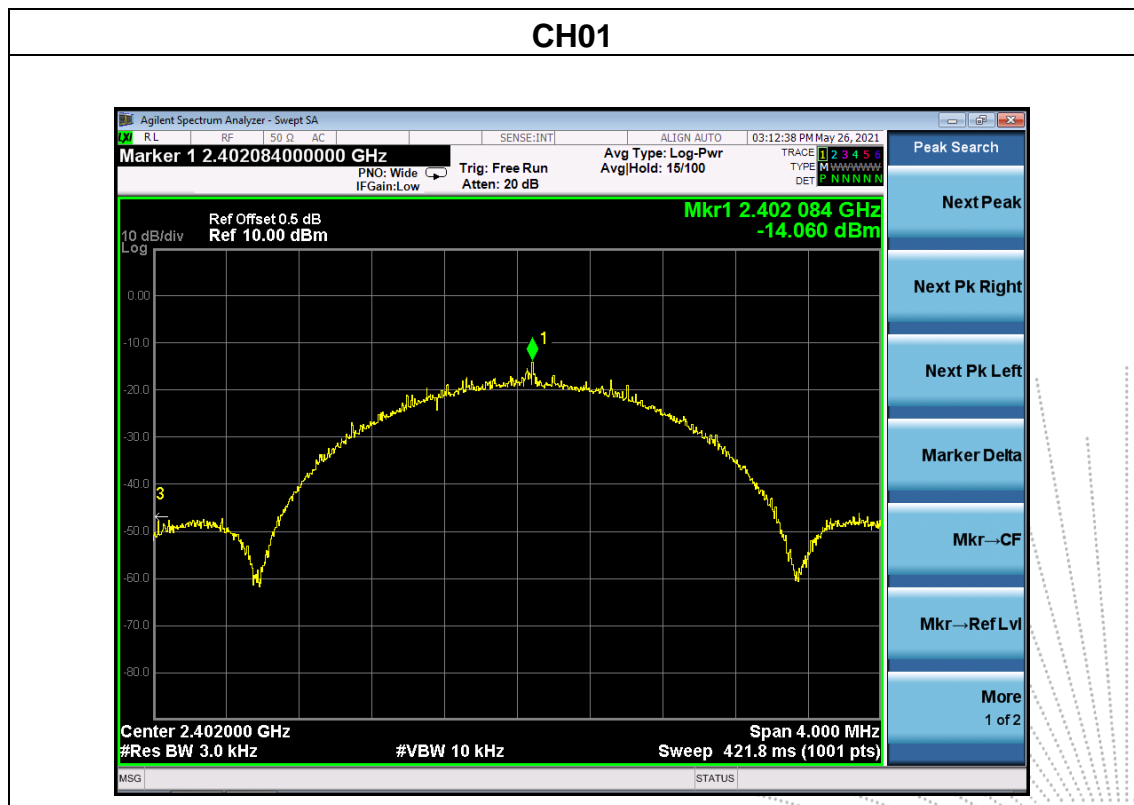 CH01
Agilent Spectrum Analyzer - Swept SA
LXI RL RF 50 Ω AC SENSE:INT ALIGN AUTO 03:12:38 PM May 26, 2021
Marker 1 2.402084000000 GHz
PNO: Wide
IFGain:Low
Trig: Free Run
Atten: 20 dB
Avg Type: Log-Pwr
Avg|Hold: 15/100
TRACE 1 2 3 4 5 6
TYPE M W W W W W
DET P N N N N N
Mkr1 2.402 084 GHz
-14.060 dBm
Ref Offset 0.5 dB
10 dB/div Ref 10.00 dBm
Log
0.00
-10.0
-20.0
-30.0
-40.0
-50.0
-60.0
-70.0
-80.0
1
3
Center 2.402000 GHz Span 4.000 MHz
#Res BW 3.0 kHz #VBW 10 kHz Sweep 421.8 ms (1001 pts)
MSG STATUS
Peak Search
Next Peak
Next Pk Right
Next Pk Left
Marker Delta
Mkr→CF
Mkr→Ref Lvl
More
1 of 2